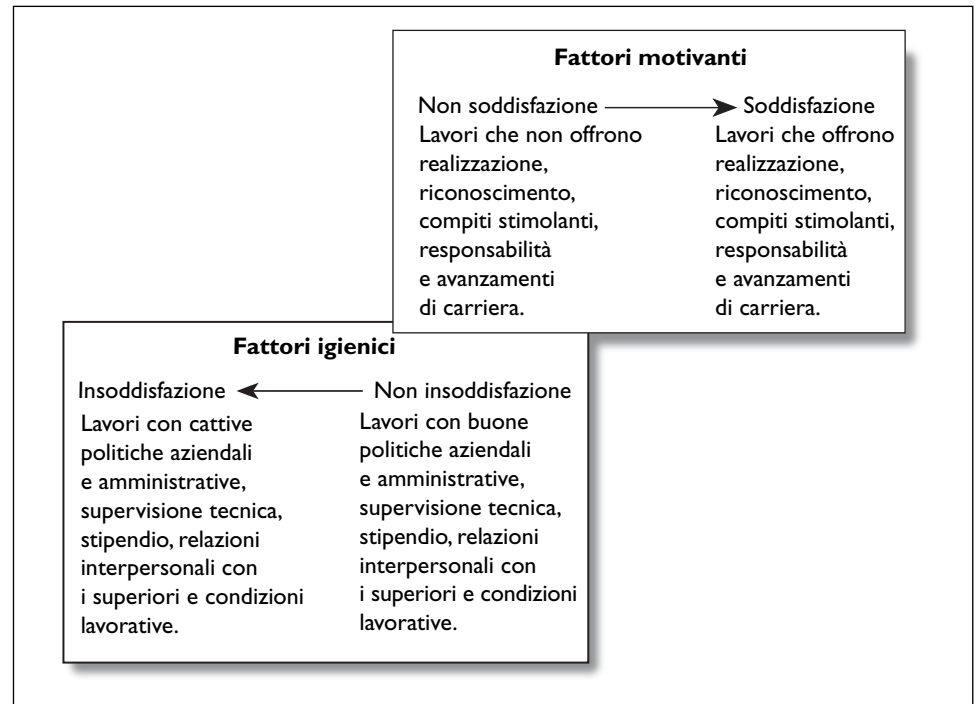 Fattori motivanti
Non soddisfazione
Lavori che non offrono
realizzazione,
riconoscimento,
compiti stimolanti,
responsabilità
e avanzamenti
di carriera.
Soddisfazione
Lavori che offrono
realizzazione,
riconoscimento,
compiti stimolanti,
responsabilità
e avanzamenti
di carriera.
Fattori igienici
Insoddisfazione
Lavori con cattive
politiche aziendali
e amministrative,
supervisione tecnica,
stipendio, relazioni
interpersonali con
i superiori e condizioni
lavorative.
Non insoddisfazione
Lavori con buone
politiche aziendali
e amministrative,
supervisione tecnica,
stipendio, relazioni
interpersonali con
i superiori e condizioni
lavorative.